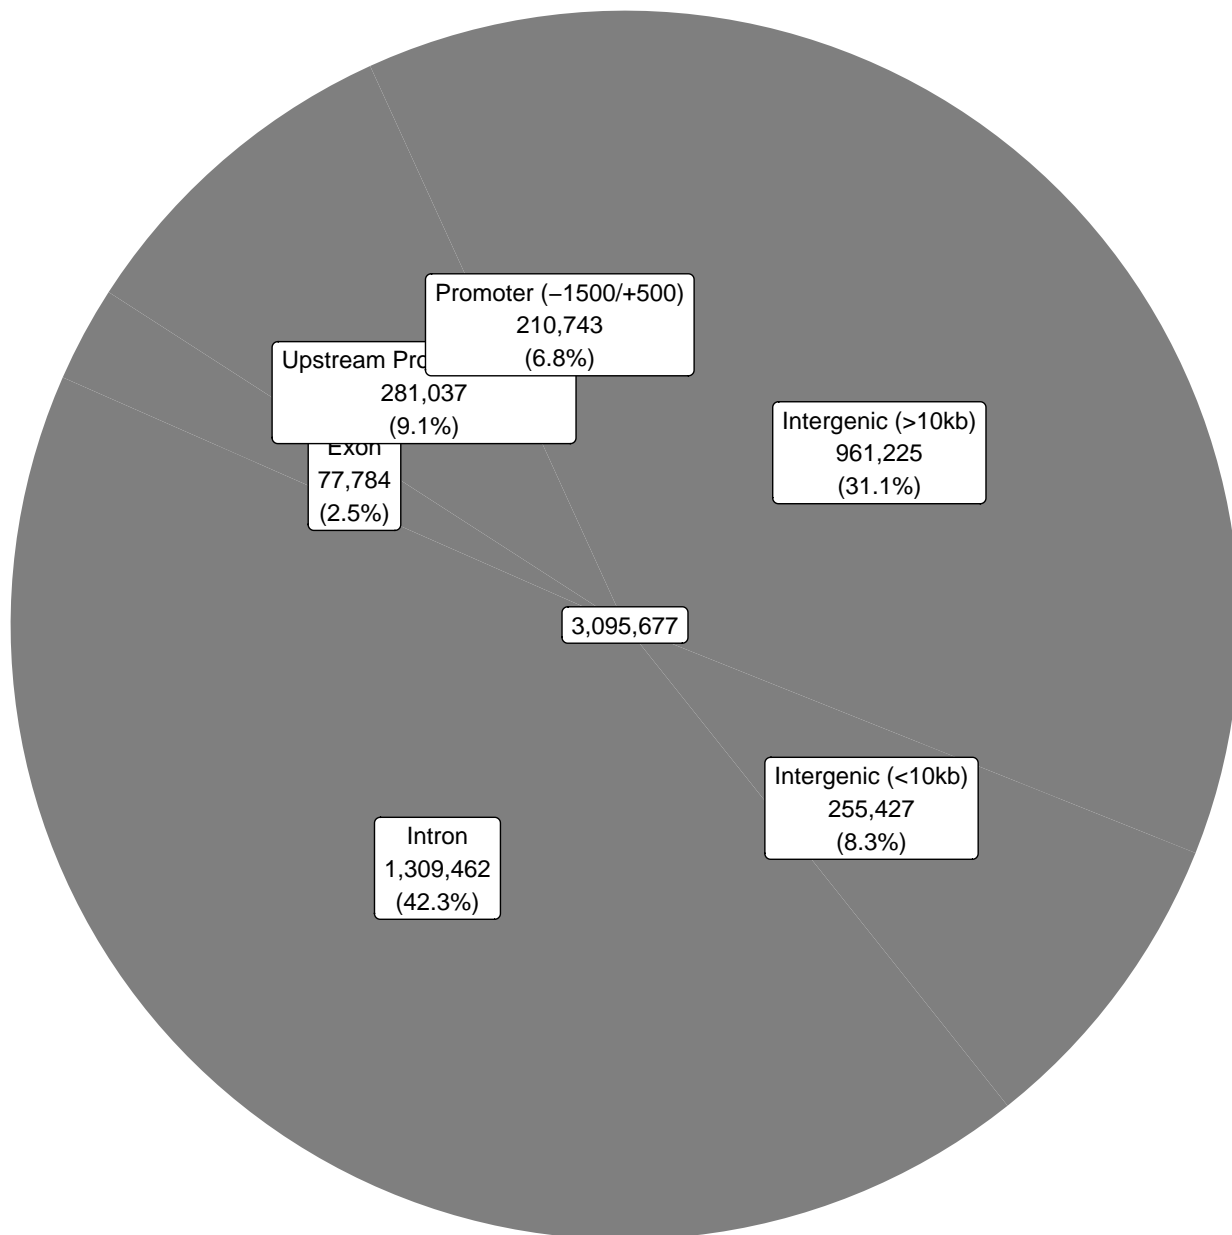 Promoter (−1500/+500)
210,743
(6.8%)
Upstream
281,037
(9.1%)
Exon
77,784
(2.5%)
Intergenic (>10kb)
961,225
(31.1%)
3,095,677
Intergenic (<10kb)
255,427
(8.3%)
Intron
1,309,462
(42.3%)